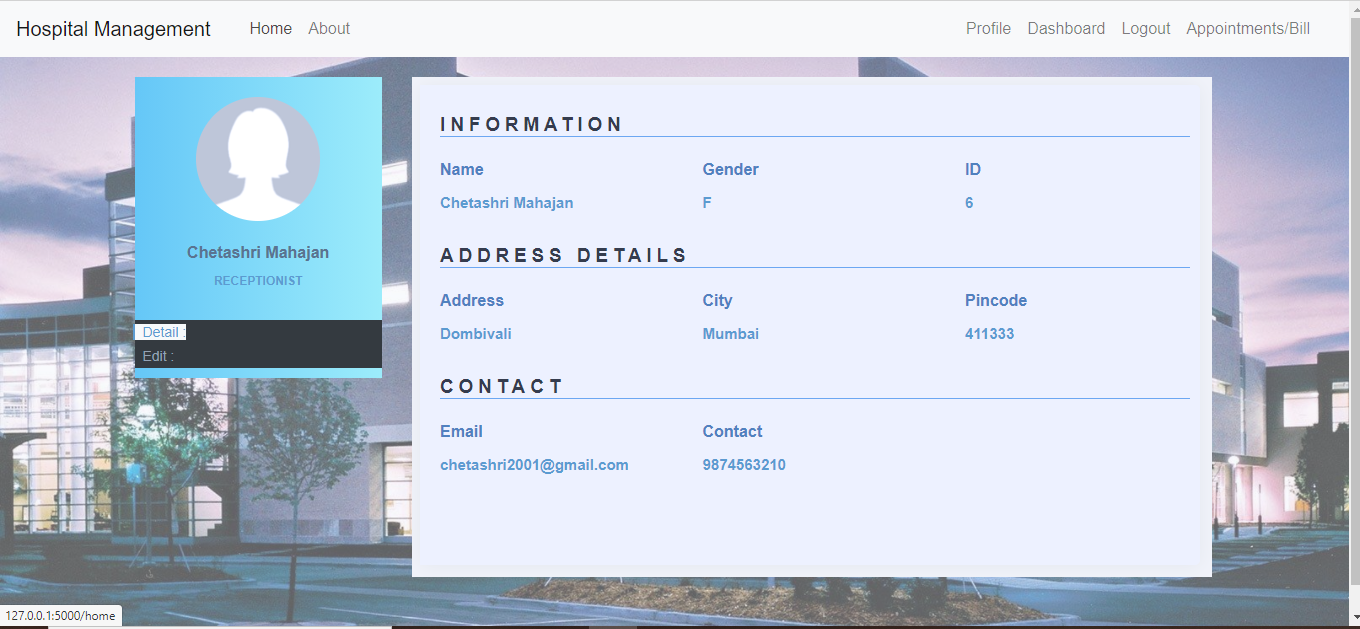 Hospital Management Home About Profile Dashboard Logout Appointments/Bill
Chetashri Mahajan
RECEPTIONIST
Detail :
Edit :
INFORMATION
Name Gender ID
Chetashri Mahajan F 6
ADDRESS DETAILS
Address City Pincode
Dombivali Mumbai 411333
CONTACT
Email Contact
chetashri2001@gmail.com 9874563210
127.0.0.1:5000/home